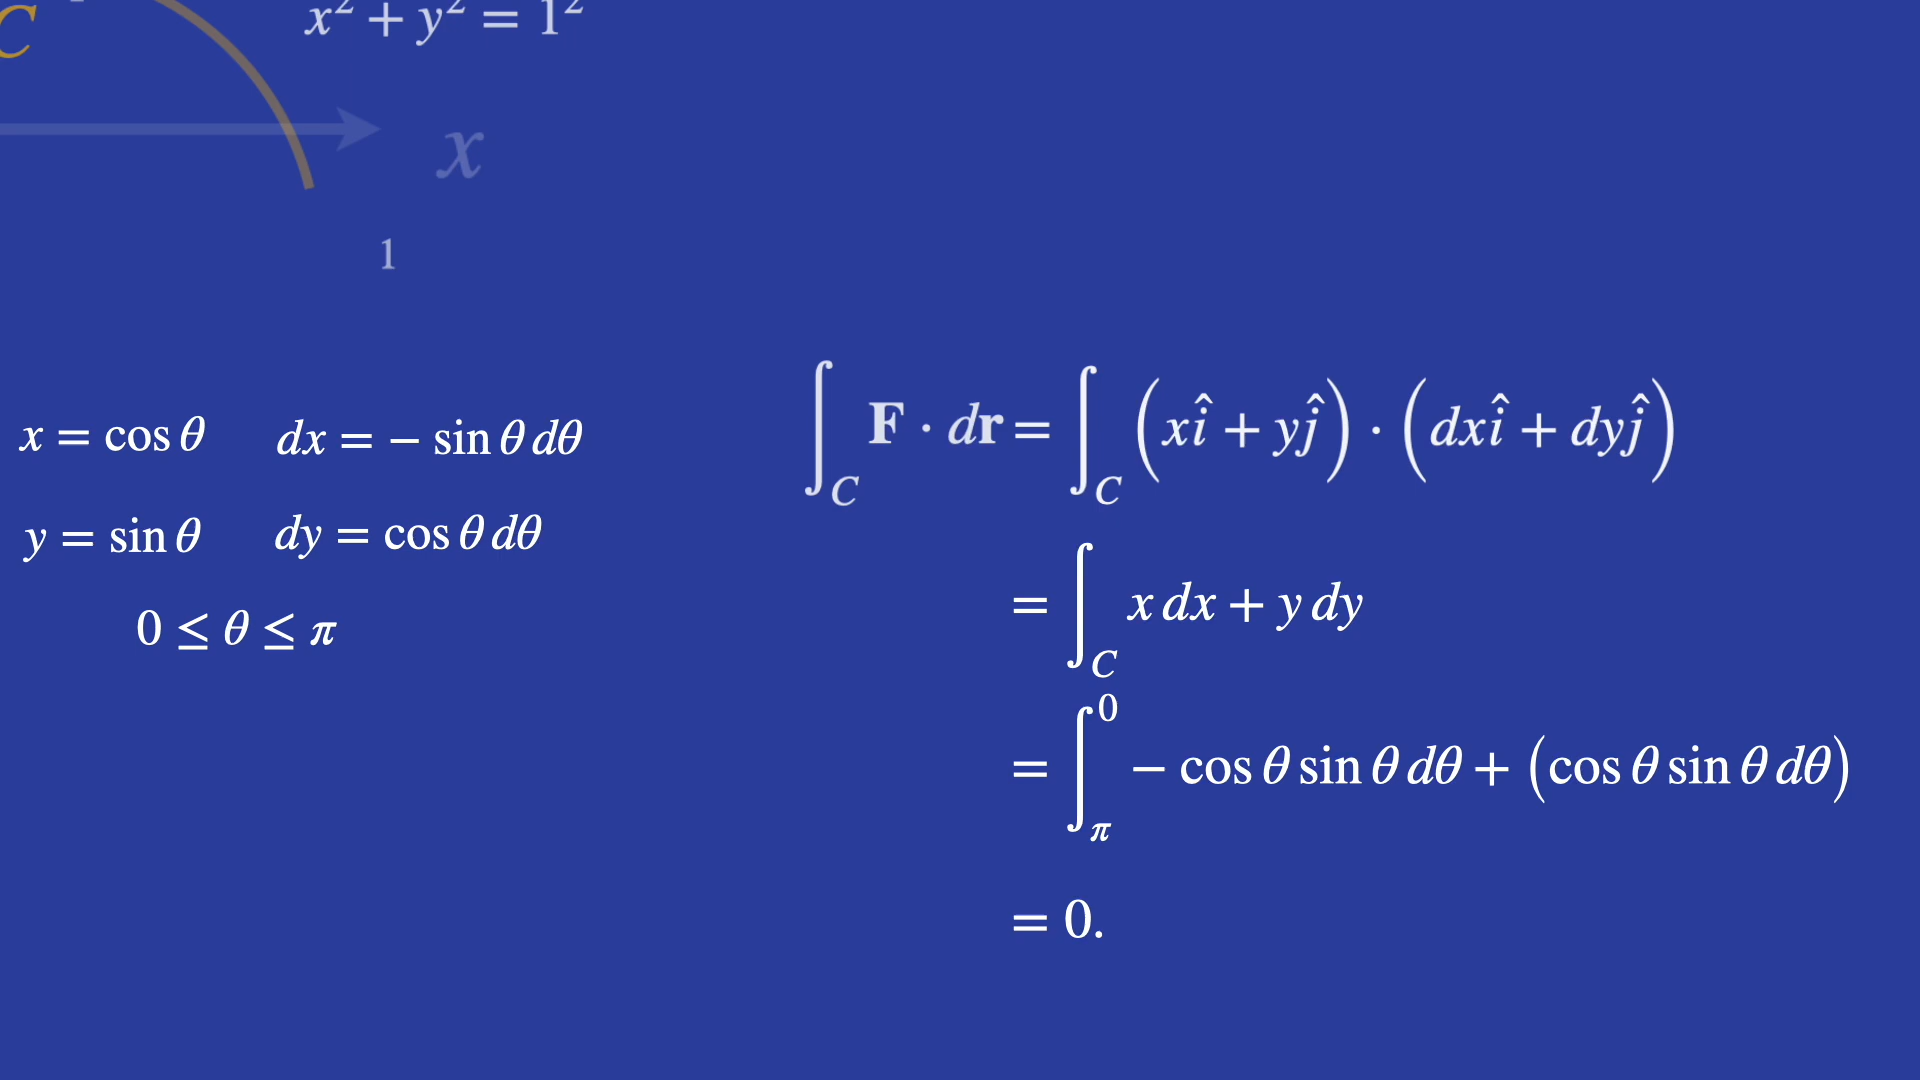 C
x² + y² = 1²
x
1
x = cos θ   dx = − sin θ dθ
y = sin θ   dy = cos θ dθ
0 ≤ θ ≤ π
∫_C 𝐅 · d𝐫 = ∫_C (xî + yĵ) · (dxî + dyĵ)
= ∫_C x dx + y dy
= ∫_π^0 − cos θ sin θ dθ + (cos θ sin θ dθ)
= 0.